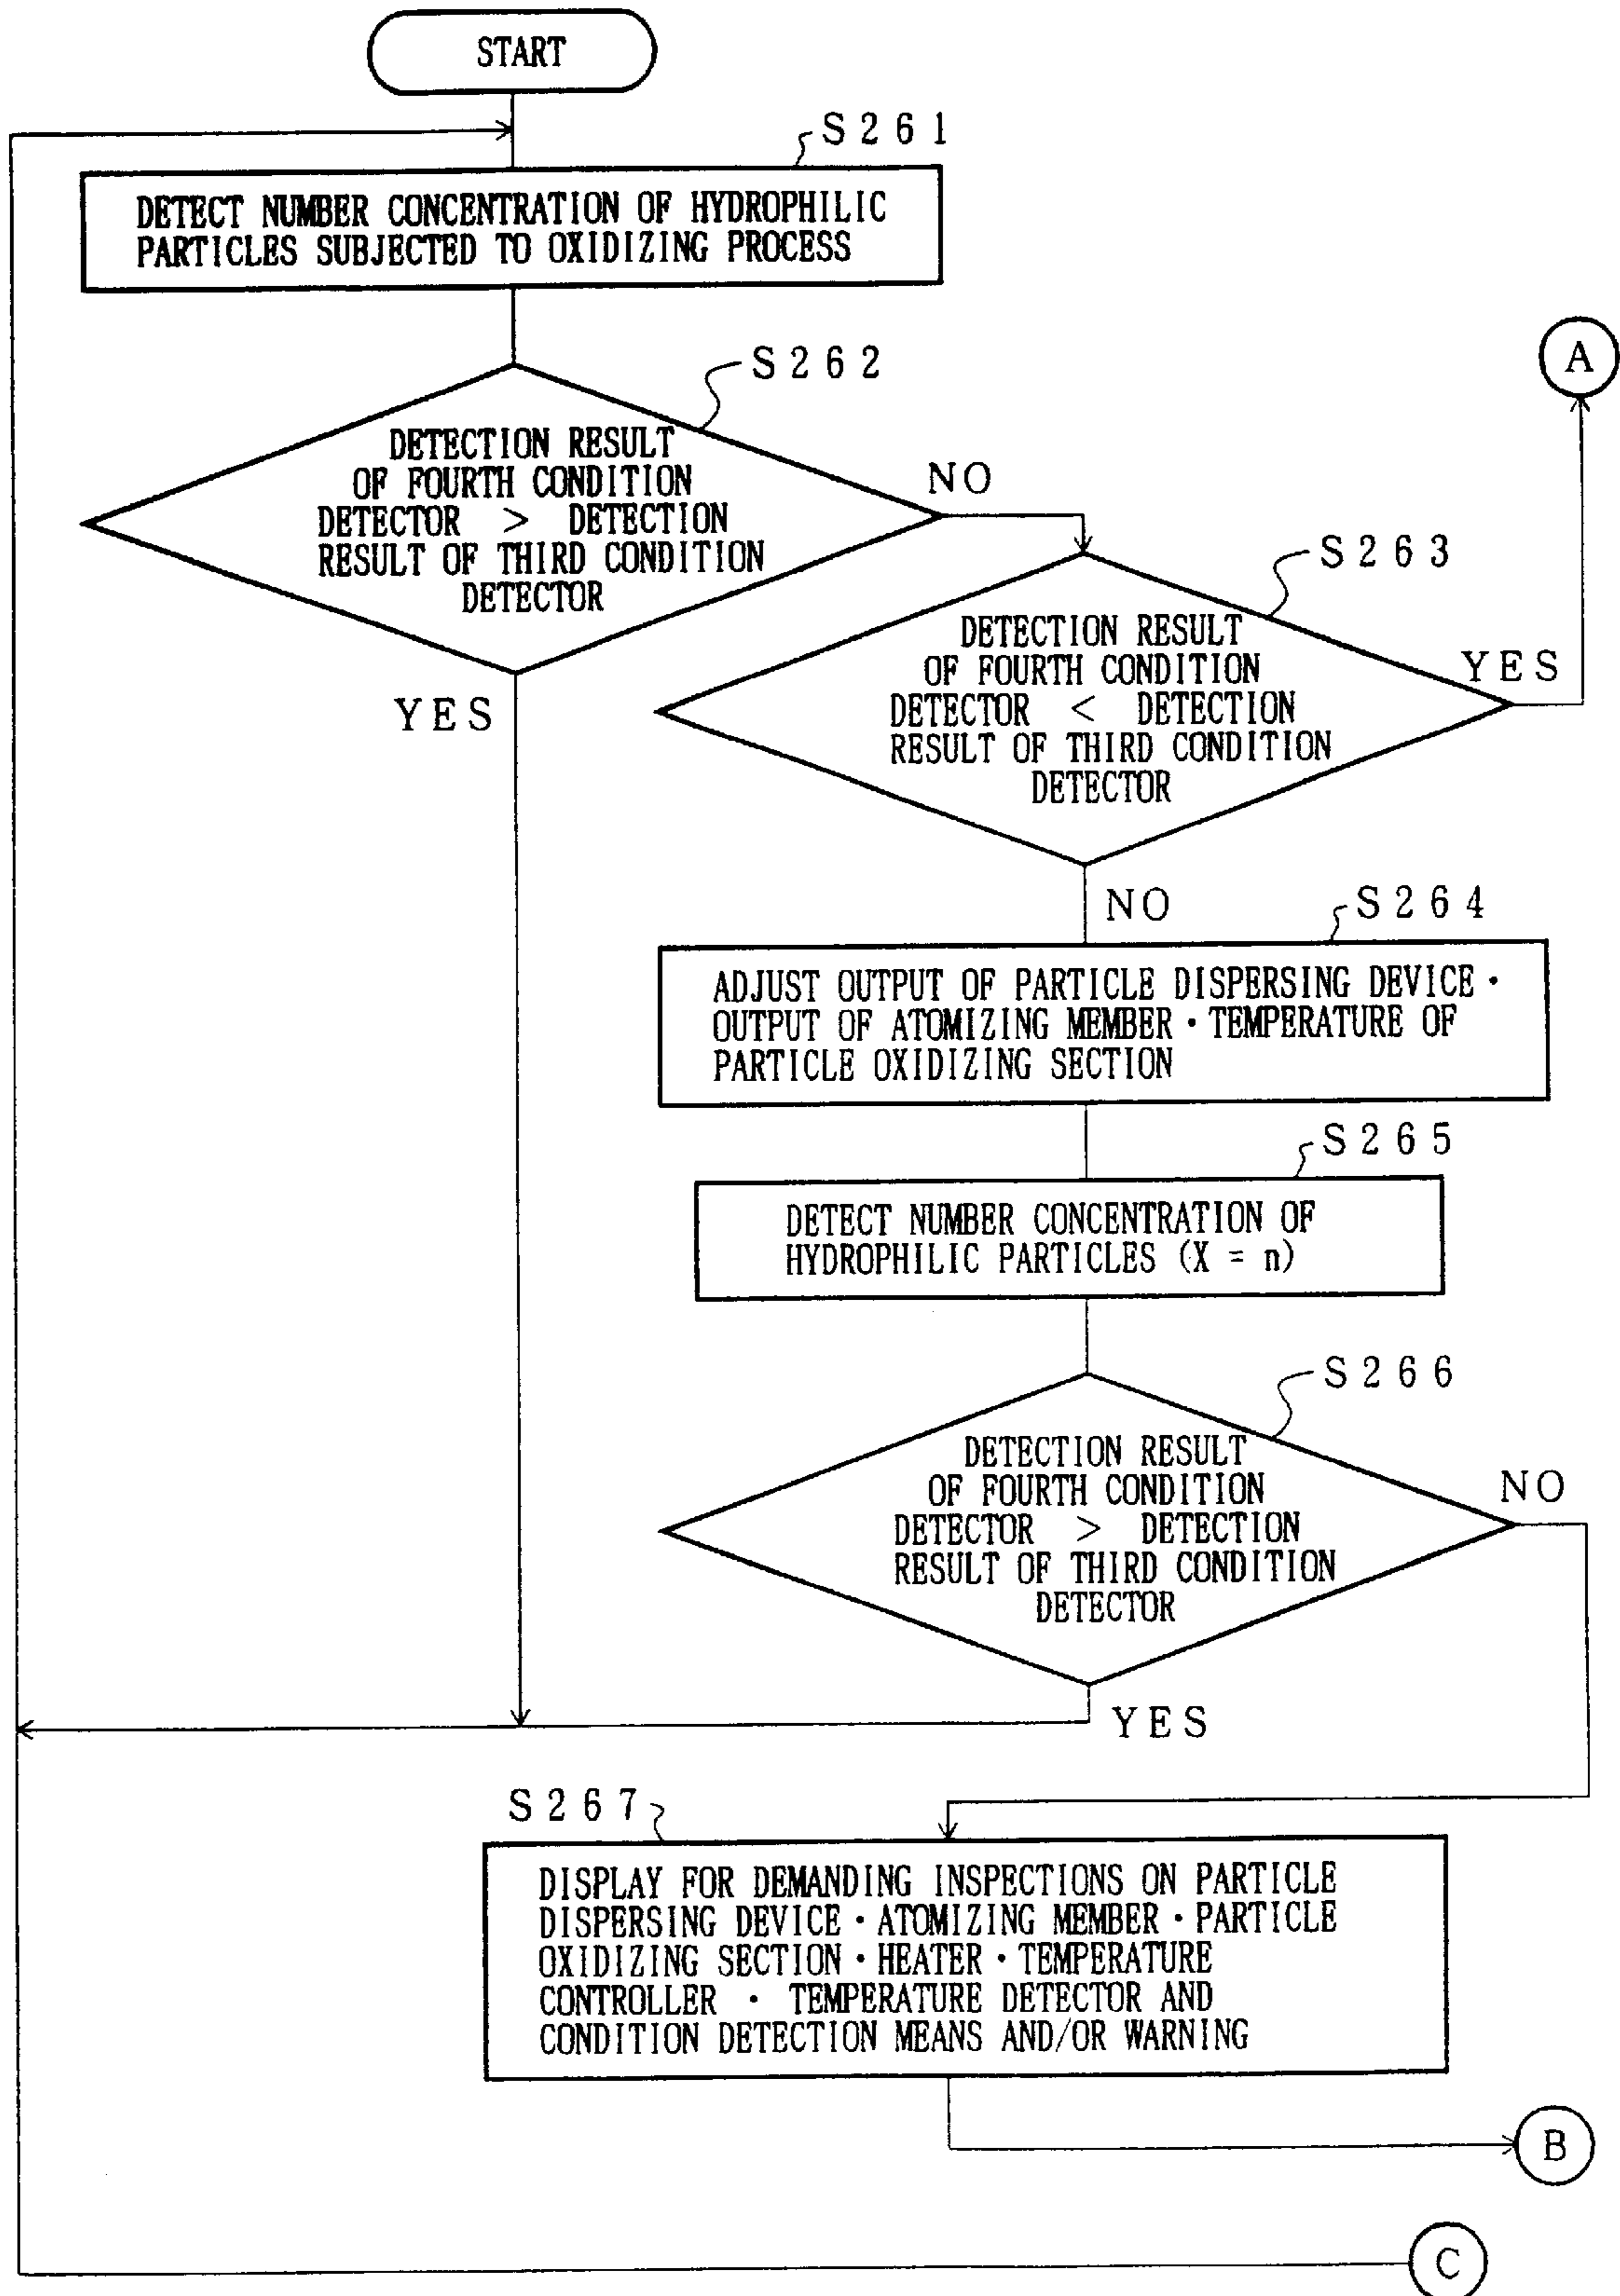 START
S261
DETECT NUMBER CONCENTRATION OF HYDROPHILIC
PARTICLES SUBJECTED TO OXIDIZING PROCESS
S262
A
DETECTION RESULT
OF FOURTH CONDITION
DETECTOR > DETECTION
RESULT OF THIRD CONDITION
DETECTOR
NO
YES
S263
DETECTION RESULT
OF FOURTH CONDITION
DETECTOR < DETECTION
RESULT OF THIRD CONDITION
DETECTOR
YES
NO
S264
ADJUST OUTPUT OF PARTICLE DISPERSING DEVICE・
OUTPUT OF ATOMIZING MEMBER・TEMPERATURE OF
PARTICLE OXIDIZING SECTION
S265
DETECT NUMBER CONCENTRATION OF
HYDROPHILIC PARTICLES (X = n)
S266
DETECTION RESULT
OF FOURTH CONDITION
DETECTOR > DETECTION
RESULT OF THIRD CONDITION
DETECTOR
NO
YES
S267
DISPLAY FOR DEMANDING INSPECTIONS ON PARTICLE
DISPERSING DEVICE・ATOMIZING MEMBER・PARTICLE
OXIDIZING SECTION・HEATER・TEMPERATURE
CONTROLLER ・ TEMPERATURE DETECTOR AND
CONDITION DETECTION MEANS AND/OR WARNING
B
C